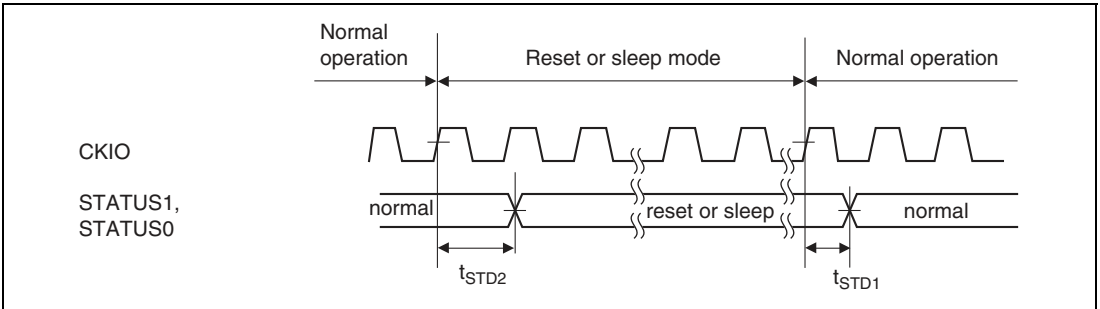 Normal
operation
Reset or sleep mode
Normal operation
CKIO
STATUS1,
STATUS0
normal
reset or sleep
normal
tSTD2
tSTD1